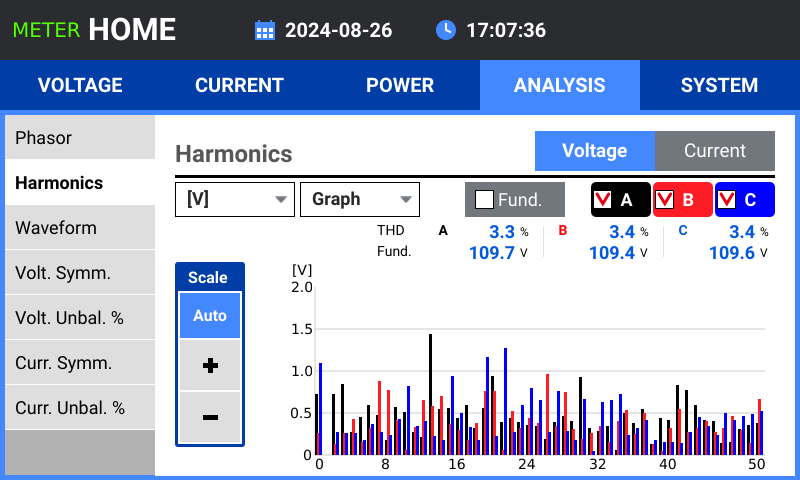 METER HOME 2024-08-26 17:07:36
VOLTAGE CURRENT POWER ANALYSIS SYSTEM
Phasor
Harmonics
Waveform
Volt. Symm.
Volt. Unbal. %
Curr. Symm.
Curr. Unbal. %
Harmonics Voltage Current
[V] Graph Fund. A B C
THD A 3.3 % B 3.4 % C 3.4 %
Fund. 109.7 V 109.4 V 109.6 V
Scale
Auto
+
−
[V]
2.0
1.5
1.0
0.5
0
0 8 16 24 32 40 50